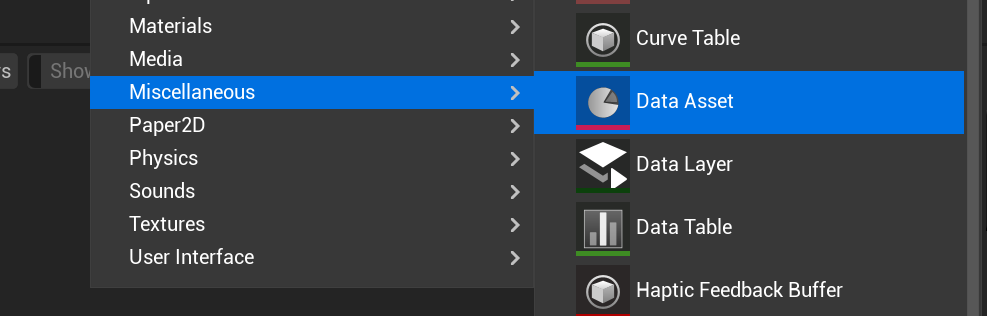 Materials
Media
Show
Miscellaneous
Paper2D
Physics
Sounds
Textures
User Interface
Curve Table
Data Asset
Data Layer
Data Table
Haptic Feedback Buffer